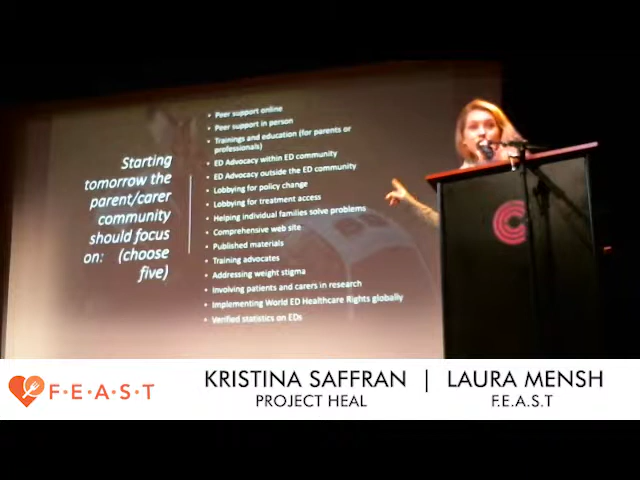 Starting
tomorrow the
parent/carer
community
should focus
on: (choose
five)
• Peer support online
• Peer support in person
• Trainings and education (for parents or
professionals)
• ED Advocacy within ED community
• ED Advocacy outside the ED community
• Lobbying for policy change
• Lobbying for treatment access
• Helping individual families solve problems
• Comprehensive web site
• Published materials
• Training advocates
• Addressing weight stigma
• Involving patients and carers in research
• Implementing World ED Healthcare Rights globally
• Verified statistics on EDs
F·E·A·S·T
KRISTINA SAFFRAN | LAURA MENSH
PROJECT HEAL F.E.A.S.T